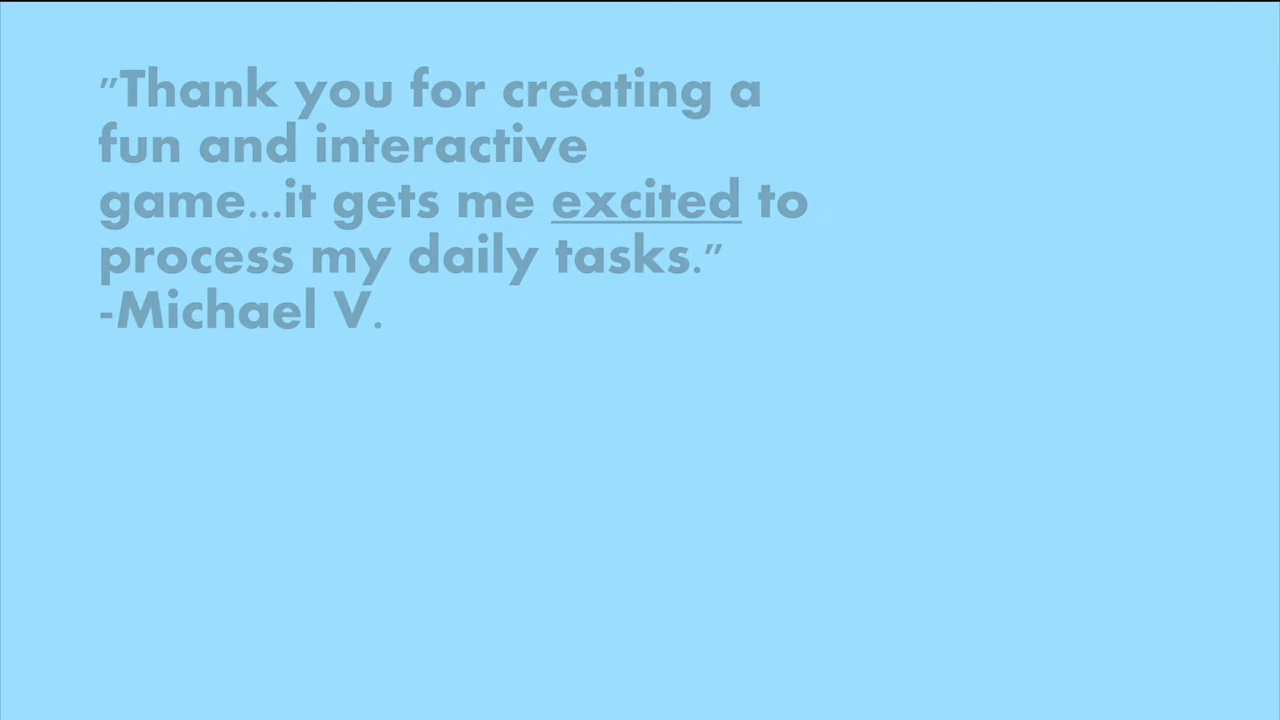 "Thank you for creating a
fun and interactive
game...it gets me excited to
process my daily tasks."
-Michael V.